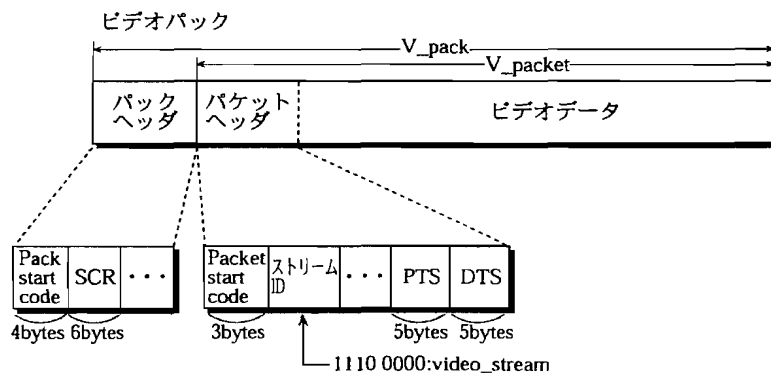 ビデオパック
V_pack
V_packet
パック
ヘッダ
パケット
ヘッダ
ビデオデータ
Pack
start
code
SCR
・・・
Packet
start
code
ストリーム
ID
・・・
PTS
DTS
4bytes
6bytes
3bytes
5bytes
5bytes
1110 0000:video_stream